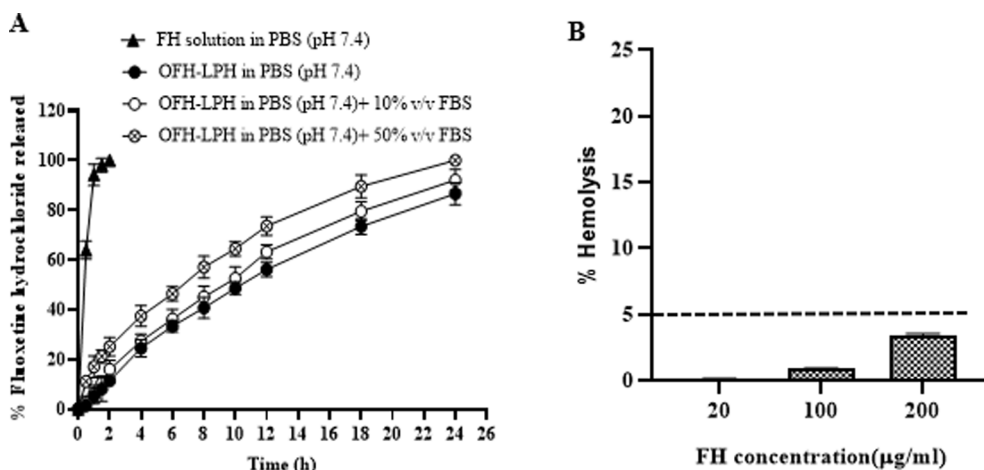 A
FH solution in PBS (pH 7.4)
OFH-LPH in PBS (pH 7.4)
OFH-LPH in PBS (pH 7.4)+ 10% v/v FBS
OFH-LPH in PBS (pH 7.4)+ 50% v/v FBS
% Fluoxetine hydrochloride released
120
100
80
60
40
20
0
0 2 4 6 8 10 12 14 16 18 20 22 24 26
Time (h)
B
% Hemolysis
25
20
15
10
5
0
20 100 200
FH concentration(µg/ml)